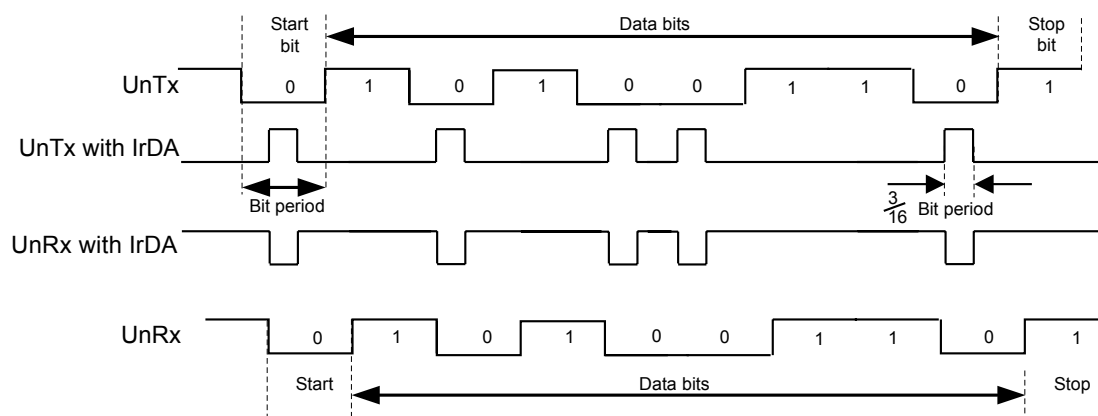 Start bit
Data bits
Stop bit
UnTx
0 1 0 1 0 0 1 1 0 1
UnTx with IrDA
Bit period
3/16 Bit period
UnRx with IrDA
UnRx
0 1 0 1 0 0 1 1 0 1
Start
Data bits
Stop